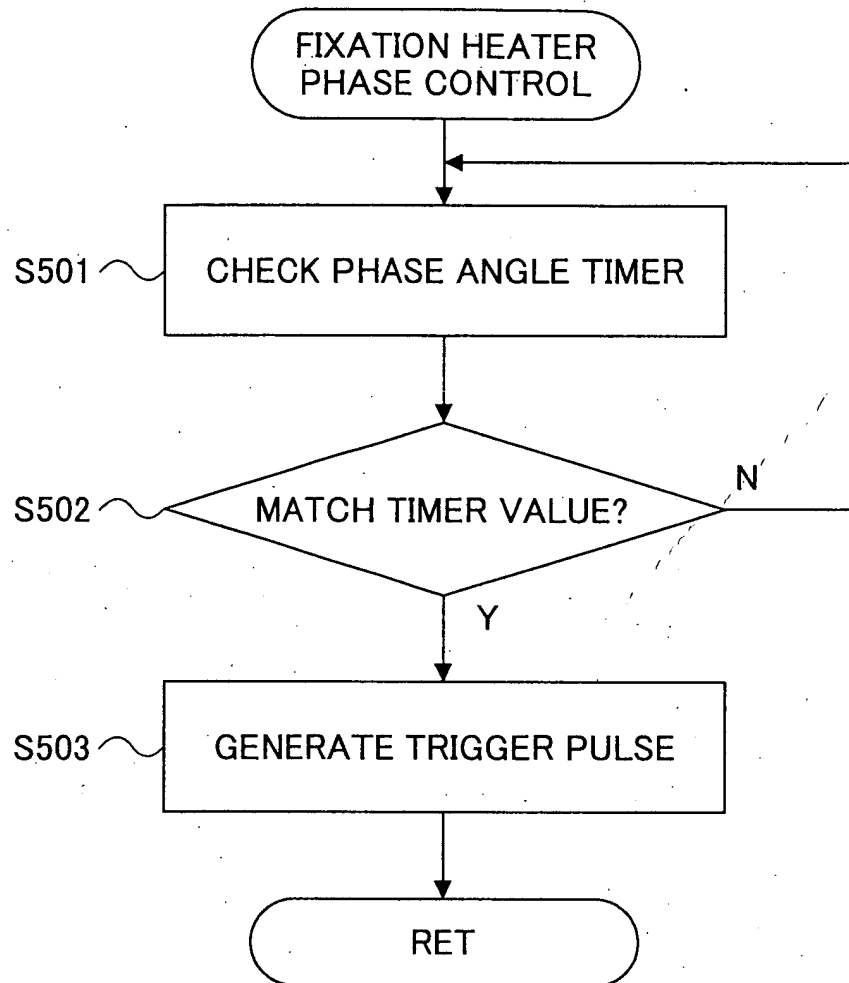 FIXATION HEATER
PHASE CONTROL
S501
CHECK PHASE ANGLE TIMER
S502
MATCH TIMER VALUE?
N
Y
S503
GENERATE TRIGGER PULSE
RET